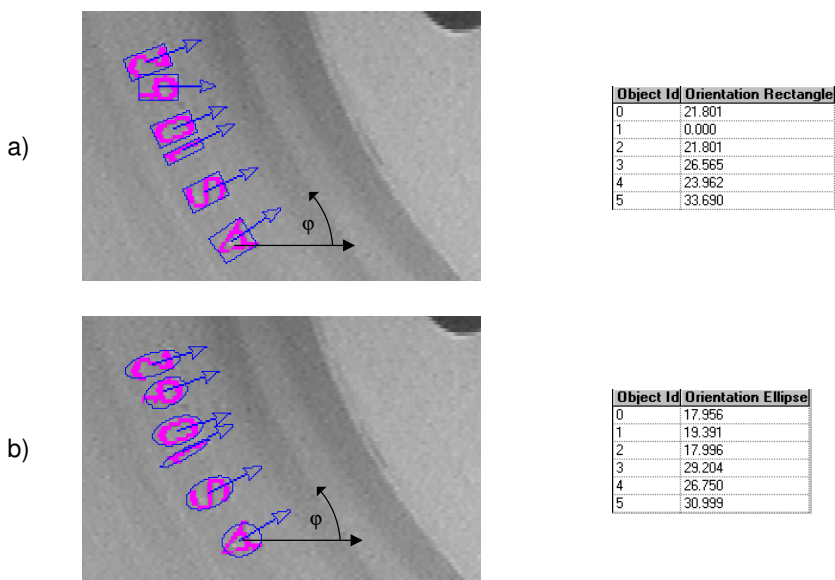 a)
φ
Object Id Orientation Rectangle
0 21.801
1 0.000
2 21.801
3 26.565
4 23.962
5 33.690
b)
φ
Object Id Orientation Ellipse
0 17.956
1 19.391
2 17.996
3 29.204
4 26.750
5 30.999